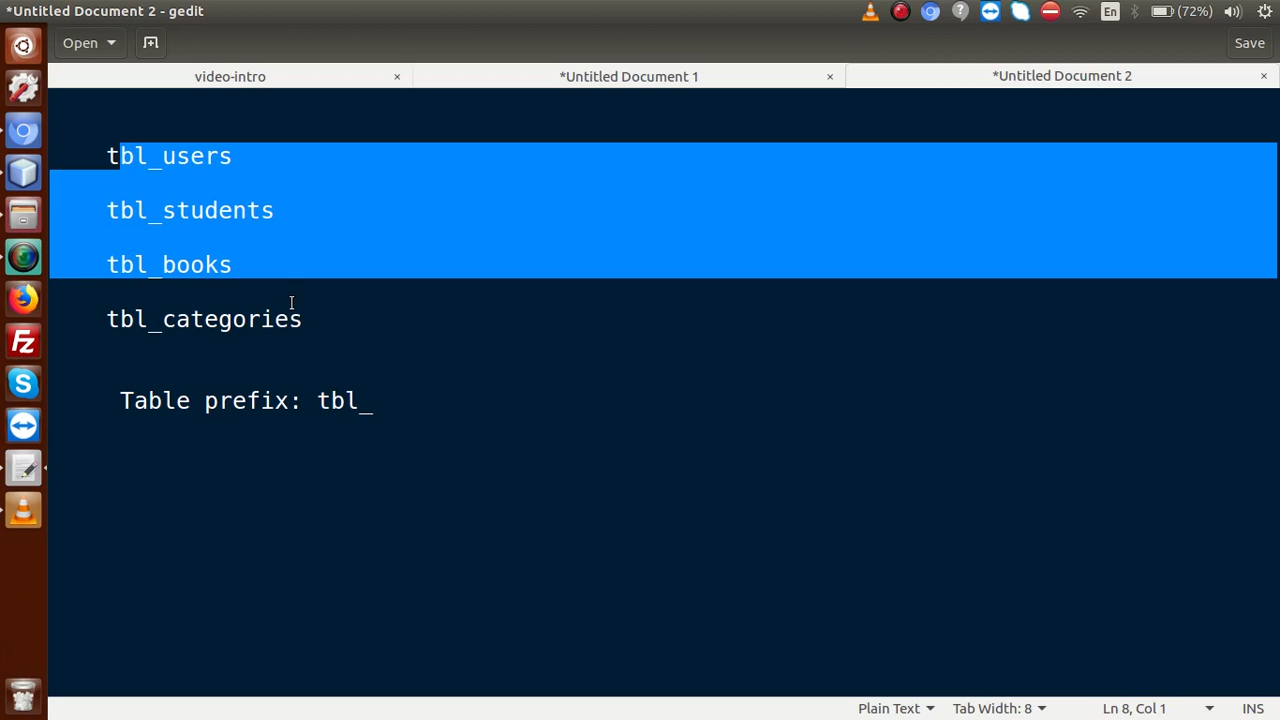 *Untitled Document 2 - gedit
En
(72%)
Open
Save
video-intro
*Untitled Document 1
*Untitled Document 2
tbl_users
tbl_students
tbl_books
tbl_categories
Table prefix: tbl_
Plain Text
Tab Width: 8
Ln 8, Col 1
INS